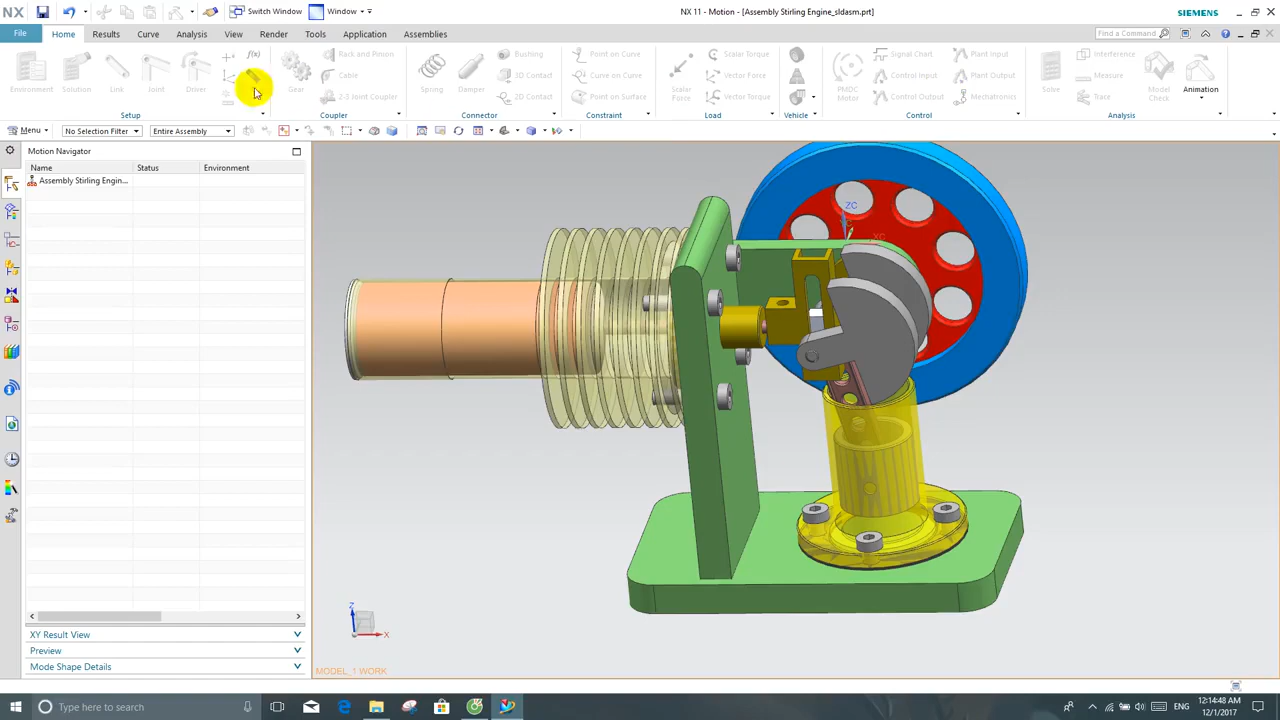 NX
Switch Window
Window
NX 11 - Motion - [Assembly Stirling Engine_sldasm.prt]
SIEMENS
File
Home
Results
Curve
Analysis
View
Render
Tools
Application
Assemblies
Find a Command
Environment
Solution
Link
Joint
Driver
f(x)
Gear
Rack and Pinion
Cable
2-3 Joint Coupler
Spring
Damper
Bushing
3D Contact
2D Contact
Point on Curve
Curve on Curve
Point on Surface
Scalar Force
Scalar Torque
Vector Force
Vector Torque
PMDC Motor
Signal Chart
Control Input
Control Output
Plant Input
Plant Output
Mechatronics
Solve
Interference
Measure
Trace
Model Check
Animation
Setup
Coupler
Connector
Constraint
Load
Vehicle
Control
Analysis
Menu
No Selection Filter
Entire Assembly
Motion Navigator
Name
Status
Environment
Assembly Stirling Engin...
ZC
XC
Z
X
XY Result View
Preview
Mode Shape Details
MODEL_1 WORK
Type here to search
ENG
12:14:48 AM
12/1/2017